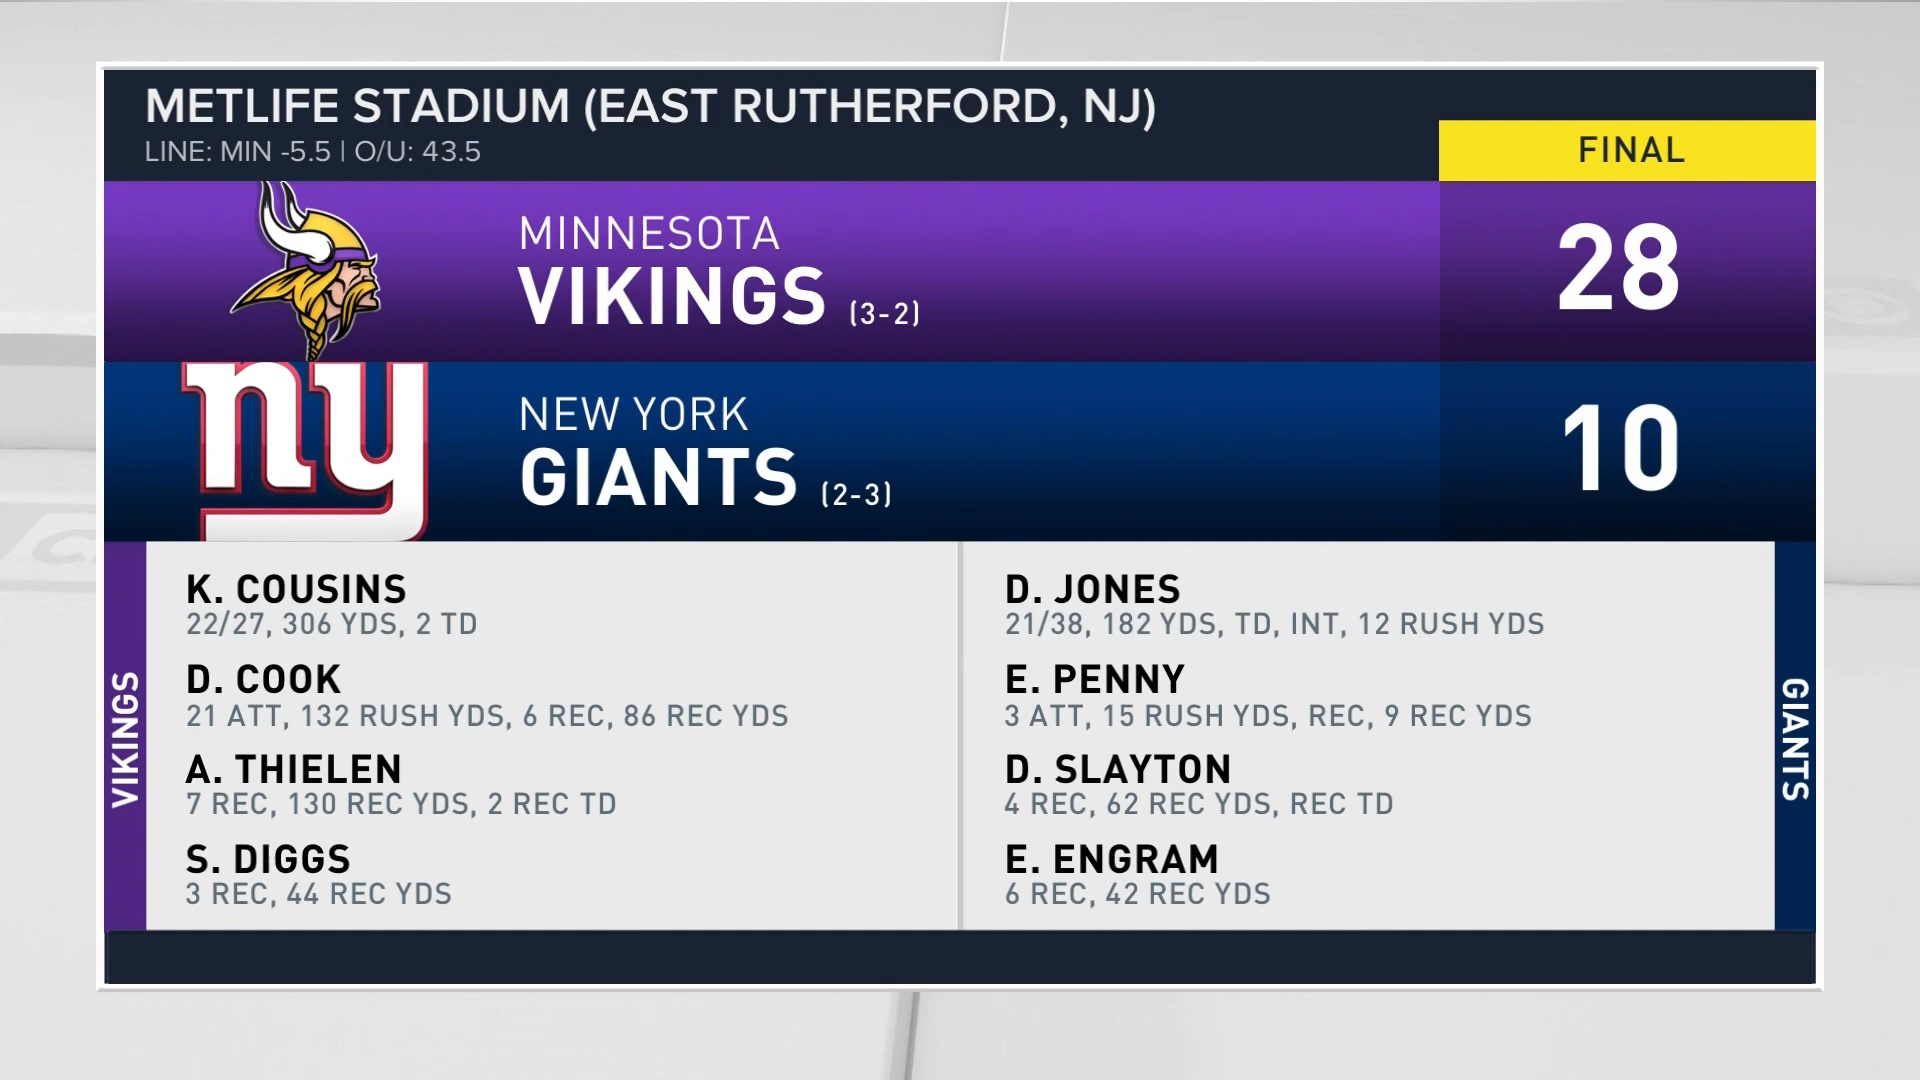 METLIFE STADIUM (EAST RUTHERFORD, NJ)
LINE: MIN -5.5 | O/U: 43.5
FINAL
MINNESOTA
VIKINGS (3-2)
28
ny
NEW YORK
GIANTS (2-3)
10
VIKINGS
K. COUSINS
22/27, 306 YDS, 2 TD
D. COOK
21 ATT, 132 RUSH YDS, 6 REC, 86 REC YDS
A. THIELEN
7 REC, 130 REC YDS, 2 REC TD
S. DIGGS
3 REC, 44 REC YDS
D. JONES
21/38, 182 YDS, TD, INT, 12 RUSH YDS
E. PENNY
3 ATT, 15 RUSH YDS, REC, 9 REC YDS
D. SLAYTON
4 REC, 62 REC YDS, REC TD
E. ENGRAM
6 REC, 42 REC YDS
GIANTS